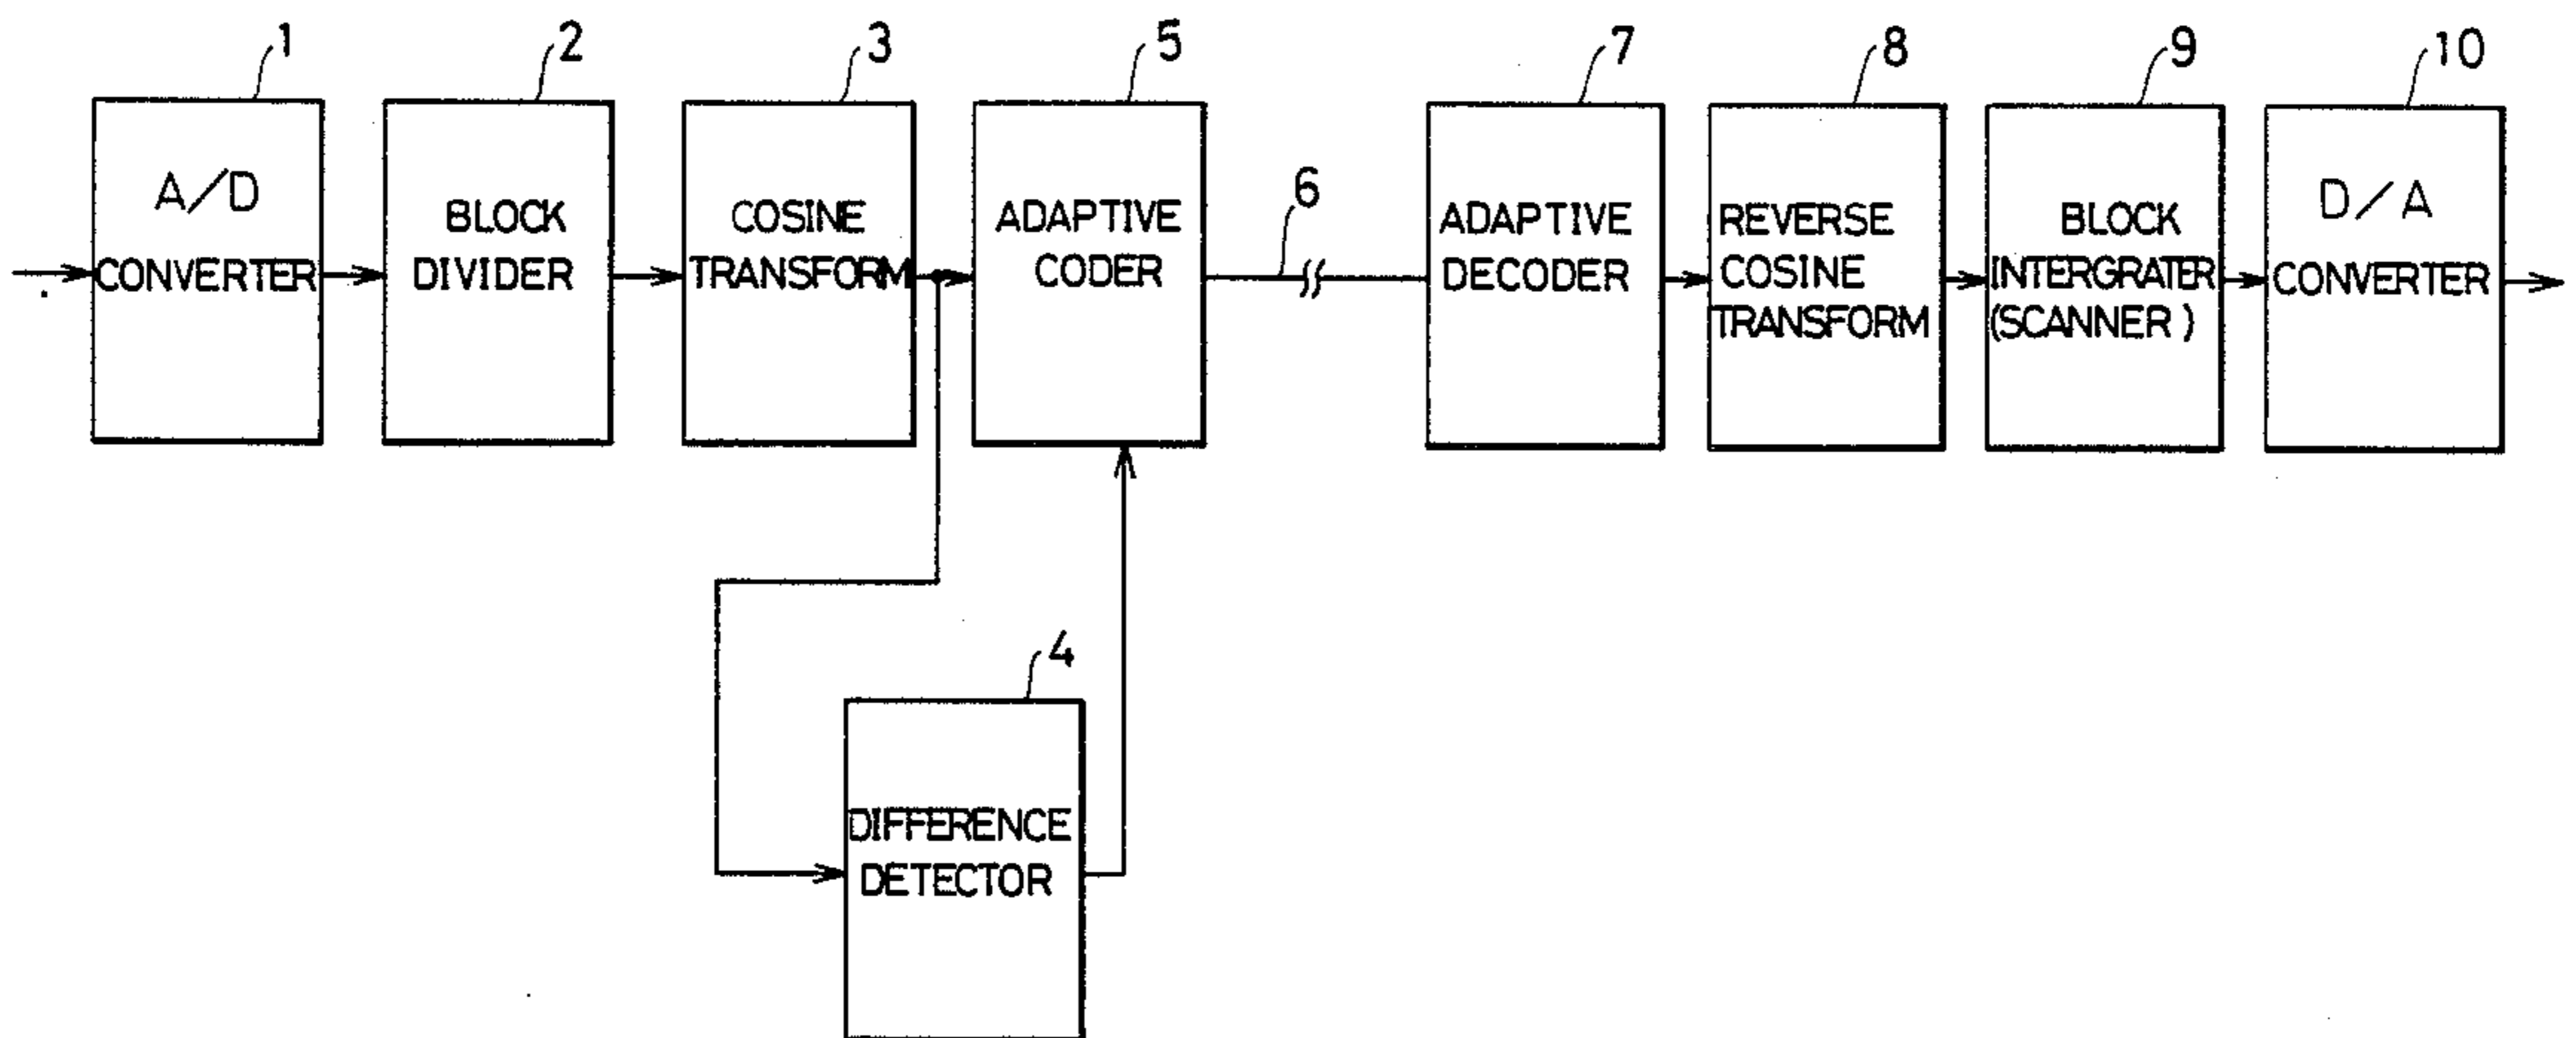 1
2
3
5
7
8
9
10
A/D
CONVERTER
BLOCK
DIVIDER
COSINE
TRANSFORM
ADAPTIVE
CODER
6
ADAPTIVE
DECODER
REVERSE
COSINE
TRANSFORM
BLOCK
INTERGRATER
(SCANNER)
D/A
CONVERTER
4
DIFFERENCE
DETECTOR